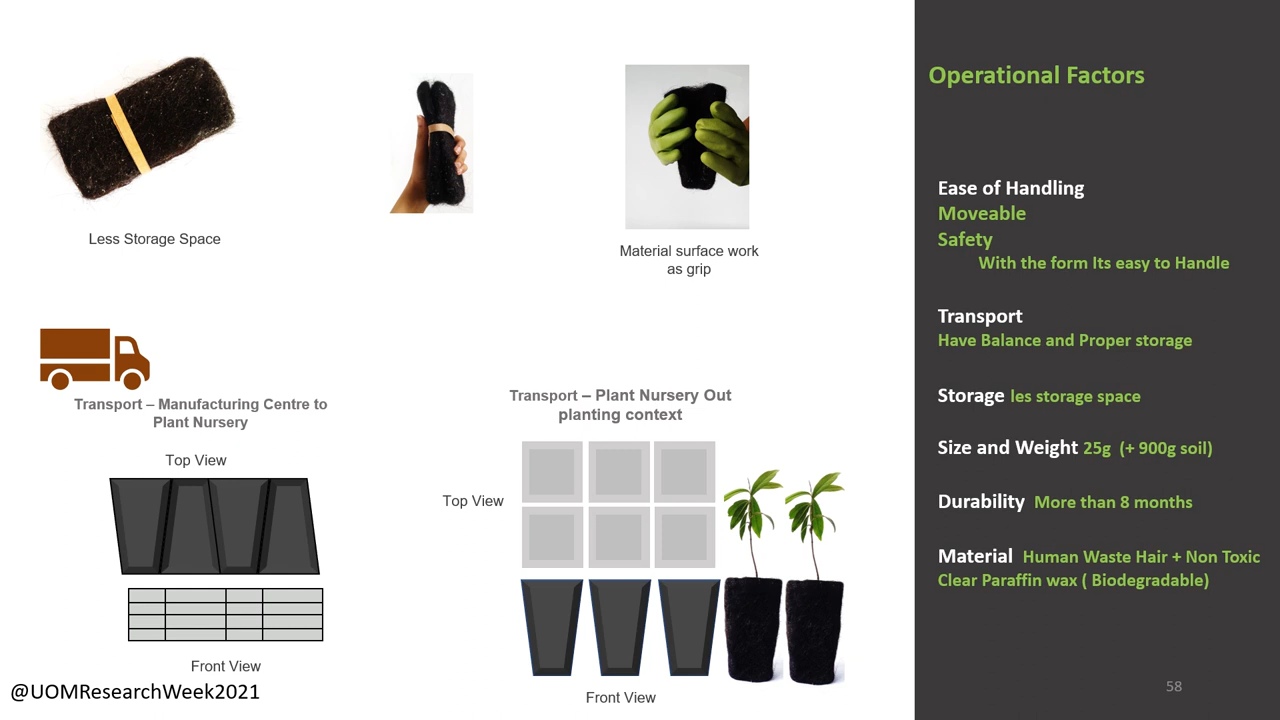 Less Storage Space
Material surface work
as grip
Transport – Manufacturing Centre to
Plant Nursery
Top View
Front View
Transport – Plant Nursery Out
planting context
Top View
Front View
@UOMResearchWeek2021
Operational Factors
Ease of Handling
Moveable
Safety
With the form Its easy to Handle
Transport
Have Balance and Proper storage
Storage les storage space
Size and Weight 25g (+ 900g soil)
Durability More than 8 months
Material Human Waste Hair + Non Toxic
Clear Paraffin wax ( Biodegradable)
58